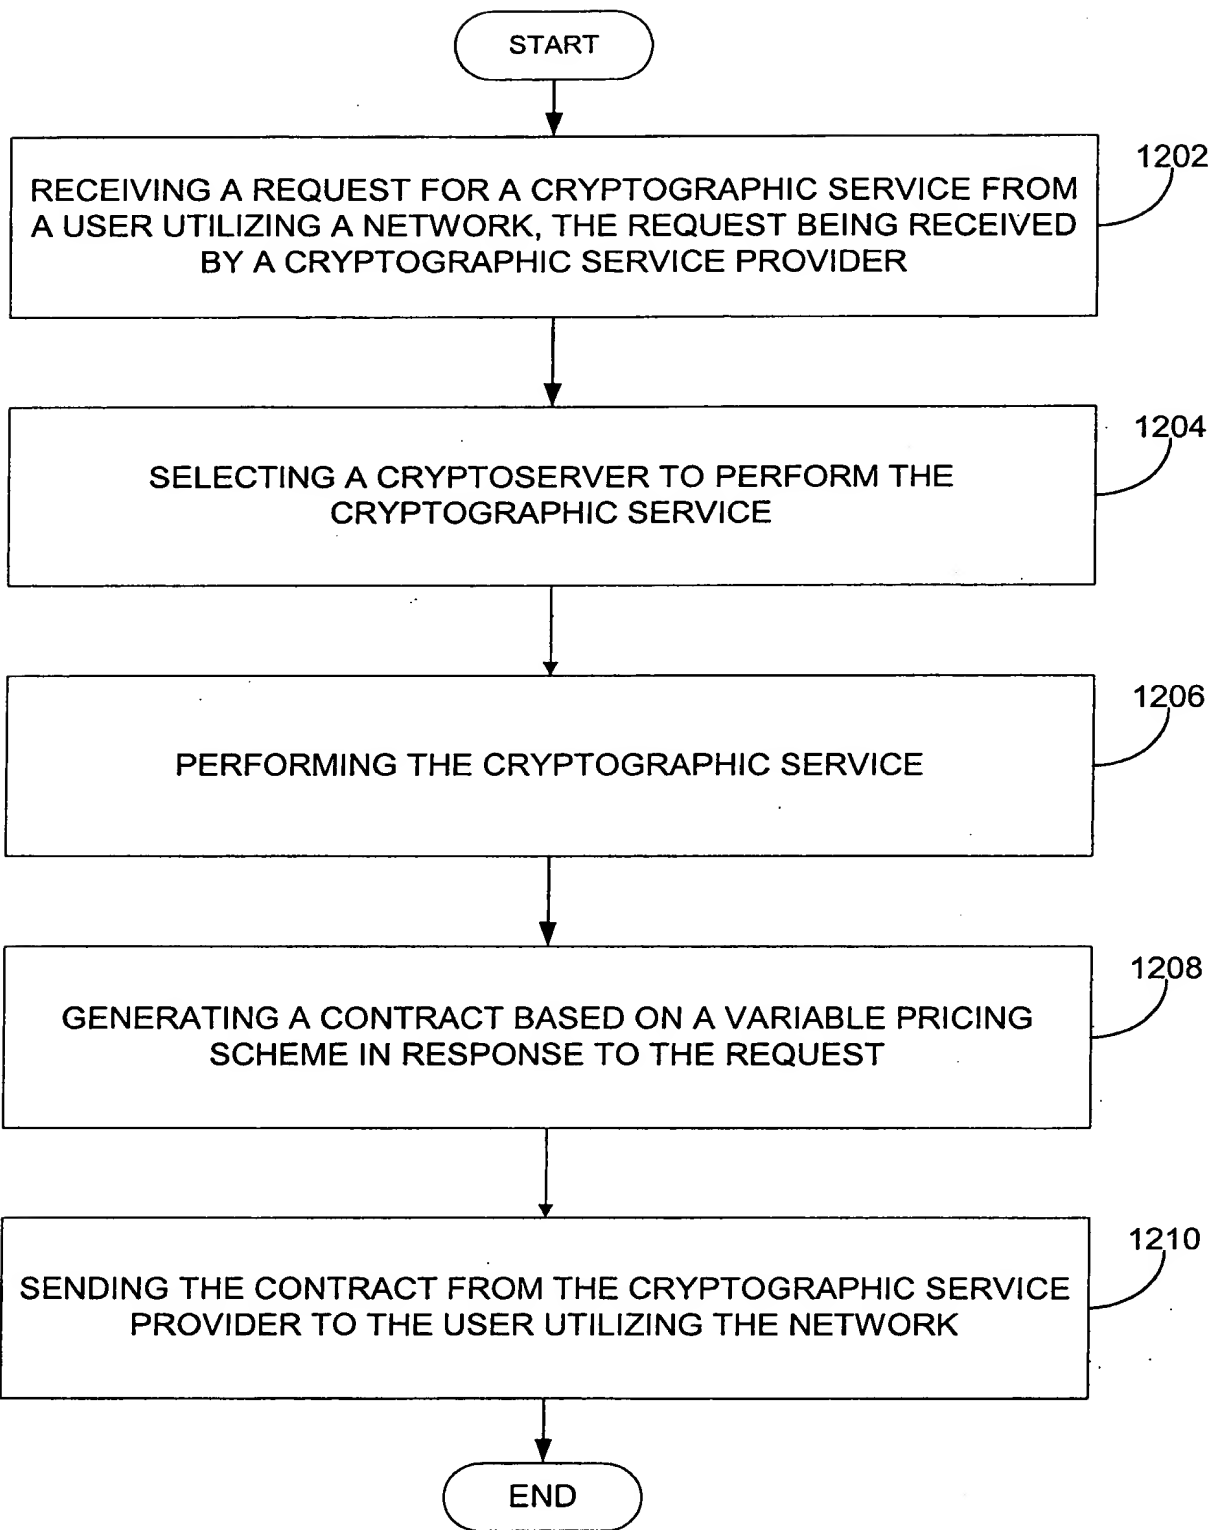 START
1202
RECEIVING A REQUEST FOR A CRYPTOGRAPHIC SERVICE FROM
A USER UTILIZING A NETWORK, THE REQUEST BEING RECEIVED
BY A CRYPTOGRAPHIC SERVICE PROVIDER
1204
SELECTING A CRYPTOSERVER TO PERFORM THE
CRYPTOGRAPHIC SERVICE
1206
PERFORMING THE CRYPTOGRAPHIC SERVICE
1208
GENERATING A CONTRACT BASED ON A VARIABLE PRICING
SCHEME IN RESPONSE TO THE REQUEST
1210
SENDING THE CONTRACT FROM THE CRYPTOGRAPHIC SERVICE
PROVIDER TO THE USER UTILIZING THE NETWORK
END